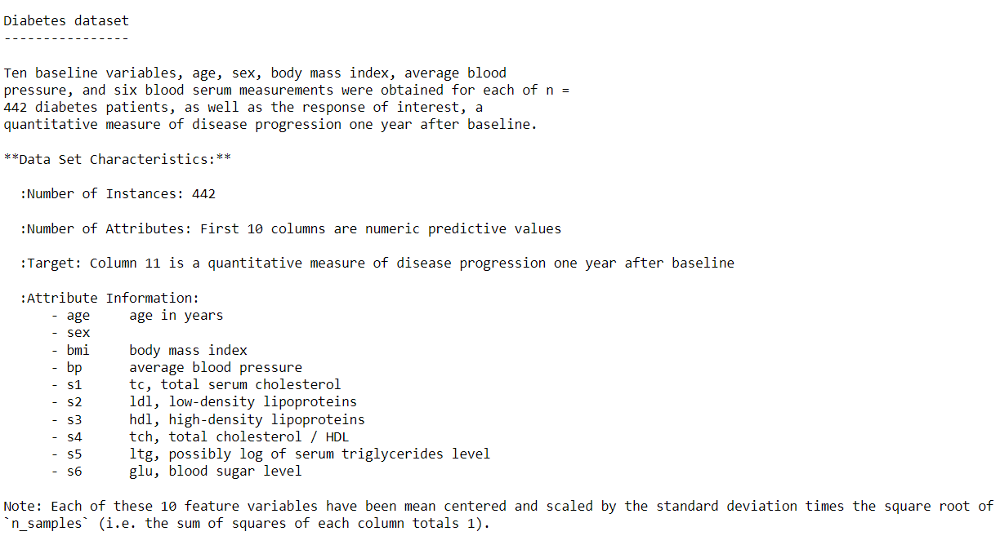 Diabetes dataset
----------------
Ten baseline variables, age, sex, body mass index, average blood
pressure, and six blood serum measurements were obtained for each of n =
442 diabetes patients, as well as the response of interest, a
quantitative measure of disease progression one year after baseline.
**Data Set Characteristics:**
:Number of Instances: 442
:Number of Attributes: First 10 columns are numeric predictive values
:Target: Column 11 is a quantitative measure of disease progression one year after baseline
:Attribute Information:
- age     age in years
- sex
- bmi     body mass index
- bp      average blood pressure
- s1      tc, total serum cholesterol
- s2      ldl, low-density lipoproteins
- s3      hdl, high-density lipoproteins
- s4      tch, total cholesterol / HDL
- s5      ltg, possibly log of serum triglycerides level
- s6      glu, blood sugar level
Note: Each of these 10 feature variables have been mean centered and scaled by the standard deviation times the square root of
`n_samples` (i.e. the sum of squares of each column totals 1).